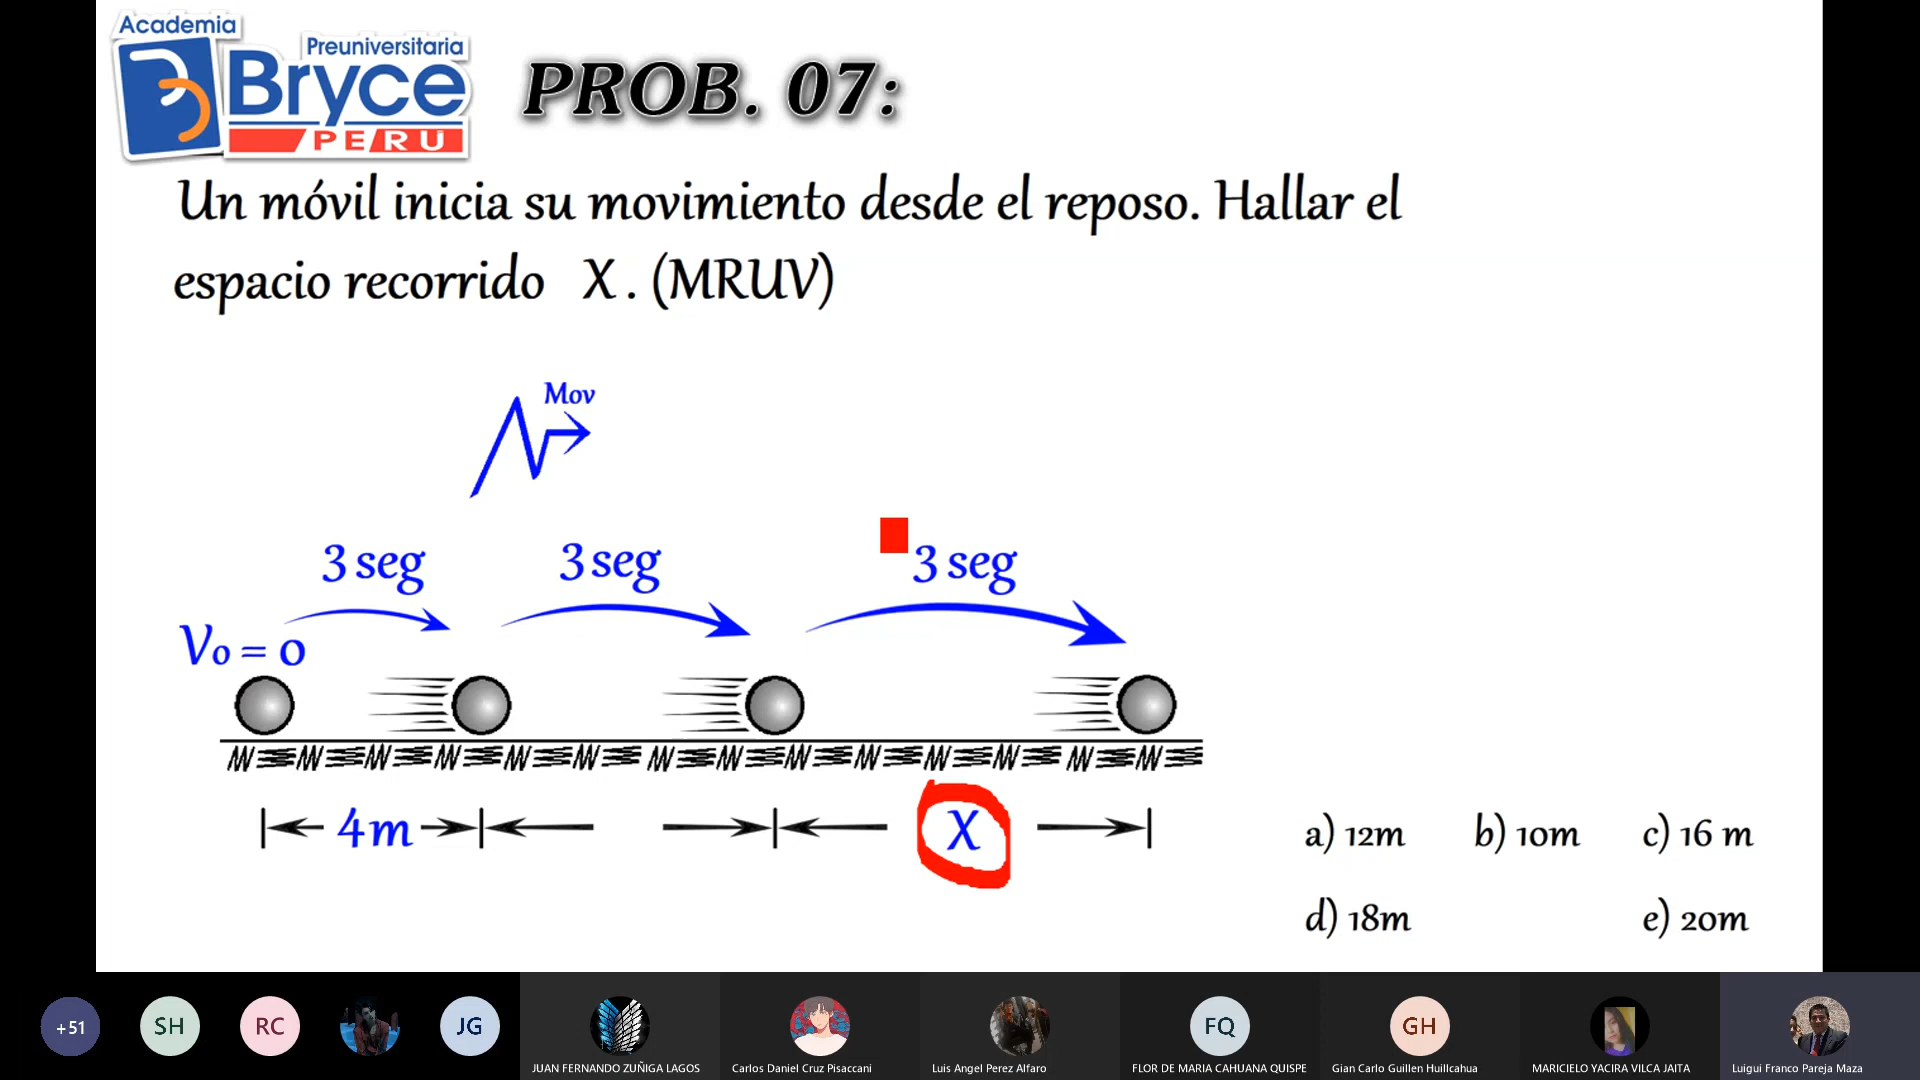 Academia
Preuniversitaria
Bryce
PERÚ
PROB. 07:
Un móvil inicia su movimiento desde el reposo. Hallar el
espacio recorrido X . (MRUV)
Mov
3 seg 3 seg 3 seg
Vo = 0
4m X
a) 12m b) 10m c) 16 m
d) 18m e) 20m
+51 SH RC JG FQ GH
JUAN FERNANDO ZUÑIGA LAGOS Carlos Daniel Cruz Pisaccani Luis Angel Perez Alfaro FLOR DE MARIA CAHUANA QUISPE Gian Carlo Guillen Huillcahua MARICIELO YACIRA VILCA JAITA Luigui Franco Pareja Maza